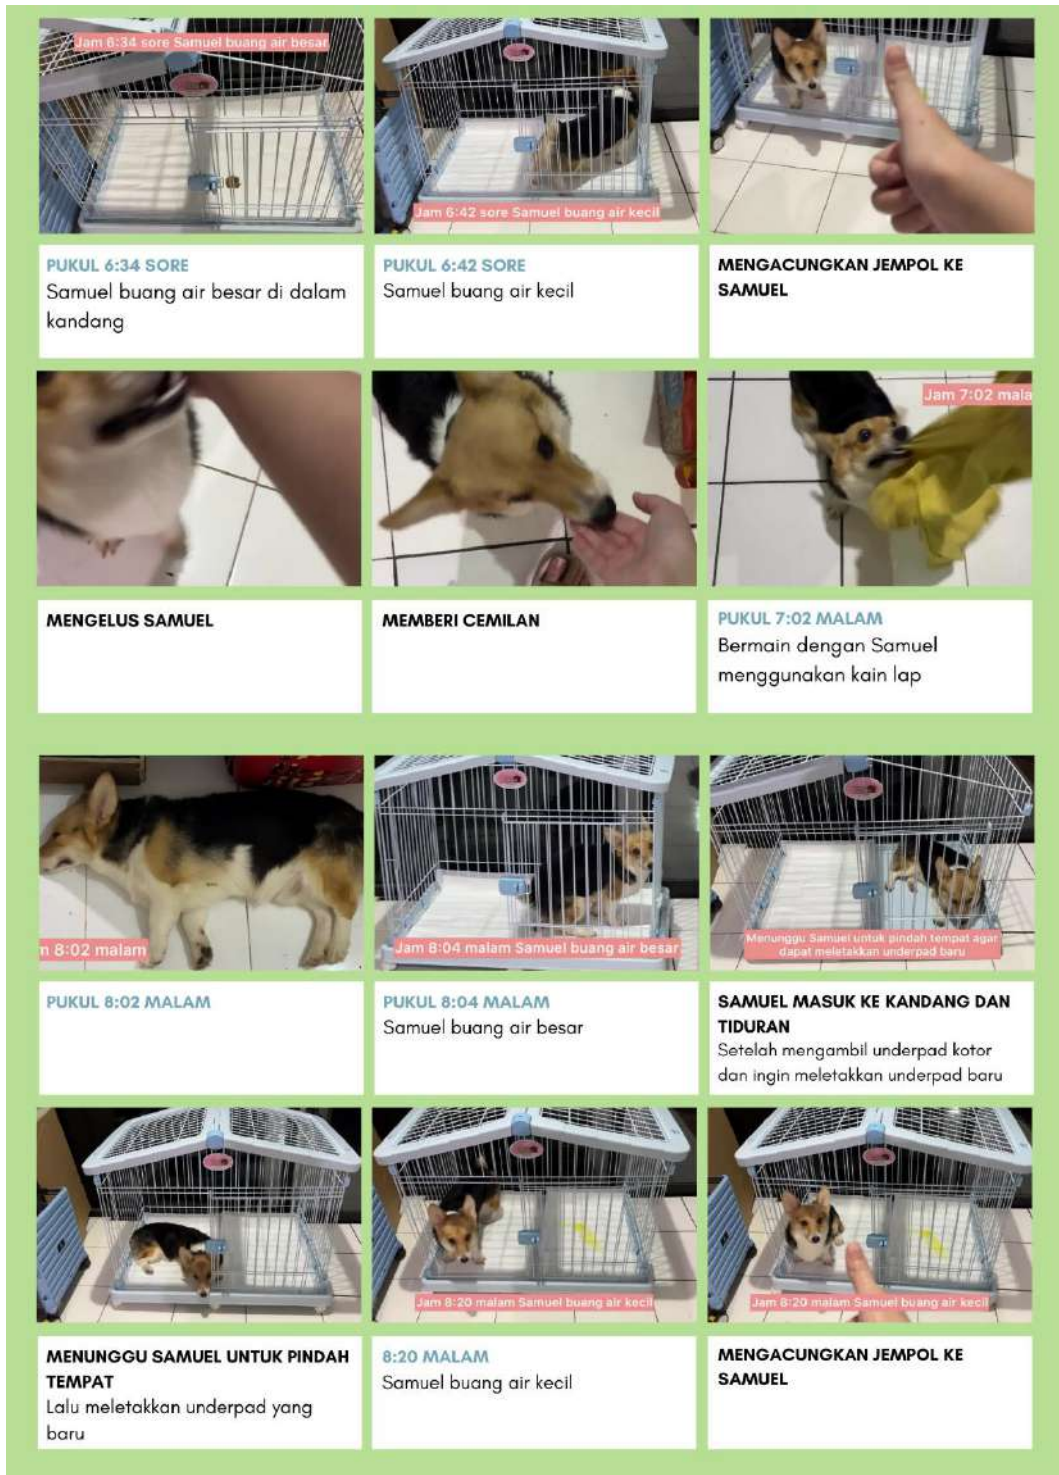 Jam 6:34 sore Samuel buang air besar
Jam 6:42 sore Samuel buang air kecil
PUKUL 6:34 SORE
Samuel buang air besar di dalam
kandang
PUKUL 6:42 SORE
Samuel buang air kecil
MENGACUNGKAN JEMPOL KE
SAMUEL
Jam 7:02 mala
MENGELUS SAMUEL
MEMBERI CEMILAN
PUKUL 7:02 MALAM
Bermain dengan Samuel
menggunakan kain lap
m 8:02 malam
Jam 8:04 malam Samuel buang air besar
Menunggu Samuel untuk pindah tempat agar
dapat meletakkan underpad baru
PUKUL 8:02 MALAM
PUKUL 8:04 MALAM
Samuel buang air besar
SAMUEL MASUK KE KANDANG DAN
TIDURAN
Setelah mengambil underpad kotor
dan ingin meletakkan underpad baru
Jam 8:20 malam Samuel buang air kecil
Jam 8:20 malam Samuel buang air kecil
MENUNGGU SAMUEL UNTUK PINDAH
TEMPAT
Lalu meletakkan underpad yang
baru
8:20 MALAM
Samuel buang air kecil
MENGACUNGKAN JEMPOL KE
SAMUEL